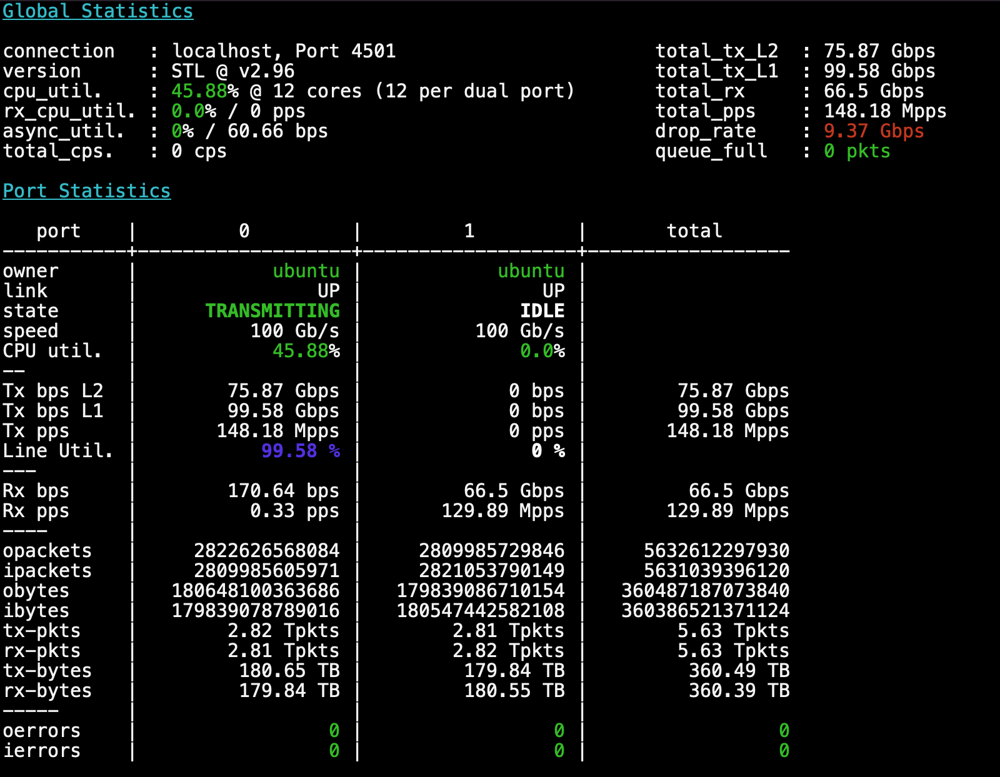 Global Statistics
connection   : localhost, Port 4501                       total_tx_L2  : 75.87 Gbps
version      : STL @ v2.96                                total_tx_L1  : 99.58 Gbps
cpu_util.    : 45.88% @ 12 cores (12 per dual port)       total_rx     : 66.5 Gbps
rx_cpu_util. : 0.0% / 0 pps                               total_pps    : 148.18 Mpps
async_util.  : 0% / 60.66 bps                             drop_rate    : 9.37 Gbps
total_cps.   : 0 cps                                      queue_full   : 0 pkts
Port Statistics
   port    |         0         |         1         |       total
-----------+-------------------+-------------------+------------------
owner      |            ubuntu |            ubuntu |
link       |                UP |                UP |
state      |      TRANSMITTING |              IDLE |
speed      |          100 Gb/s |          100 Gb/s |
CPU util.  |            45.88% |              0.0% |
--         |                   |                   |
Tx bps L2  |        75.87 Gbps |             0 bps |        75.87 Gbps
Tx bps L1  |        99.58 Gbps |             0 bps |        99.58 Gbps
Tx pps     |       148.18 Mpps |             0 pps |       148.18 Mpps
Line Util. |           99.58 % |               0 % |
---        |                   |                   |
Rx bps     |        170.64 bps |         66.5 Gbps |         66.5 Gbps
Rx pps     |          0.33 pps |       129.89 Mpps |       129.89 Mpps
----       |                   |                   |
opackets   |     2822626568084 |     2809985729846 |     5632612297930
ipackets   |     2809985605971 |     2821053790149 |     5631039396120
obytes     |   180648100363686 |   179839086710154 |   360487187073840
ibytes     |   179839078789016 |   180547442582108 |   360386521371124
tx-pkts    |       2.82 Tpkts |       2.81 Tpkts |       5.63 Tpkts
rx-pkts    |       2.81 Tpkts |       2.82 Tpkts |       5.63 Tpkts
tx-bytes   |         180.65 TB |         179.84 TB |         360.49 TB
rx-bytes   |         179.84 TB |         180.55 TB |         360.39 TB
-----      |                   |                   |
oerrors    |                 0 |                 0 |                 0
ierrors    |                 0 |                 0 |                 0